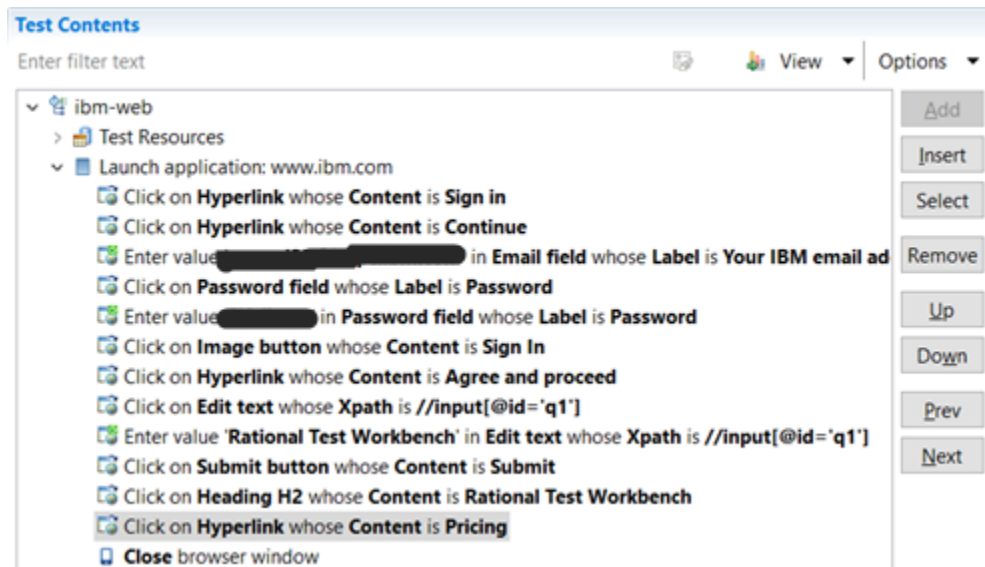 Test Contents
Enter filter text View Options
ibm-web
Test Resources
Launch application: www.ibm.com
Click on Hyperlink whose Content is Sign in
Click on Hyperlink whose Content is Continue
Enter value in Email field whose Label is Your IBM email ad
Click on Password field whose Label is Password
Enter value in Password field whose Label is Password
Click on Image button whose Content is Sign In
Click on Hyperlink whose Content is Agree and proceed
Click on Edit text whose Xpath is //input[@id='q1']
Enter value 'Rational Test Workbench' in Edit text whose Xpath is //input[@id='q1']
Click on Submit button whose Content is Submit
Click on Heading H2 whose Content is Rational Test Workbench
Click on Hyperlink whose Content is Pricing
Close browser window
Add
Insert
Select
Remove
Up
Down
Prev
Next